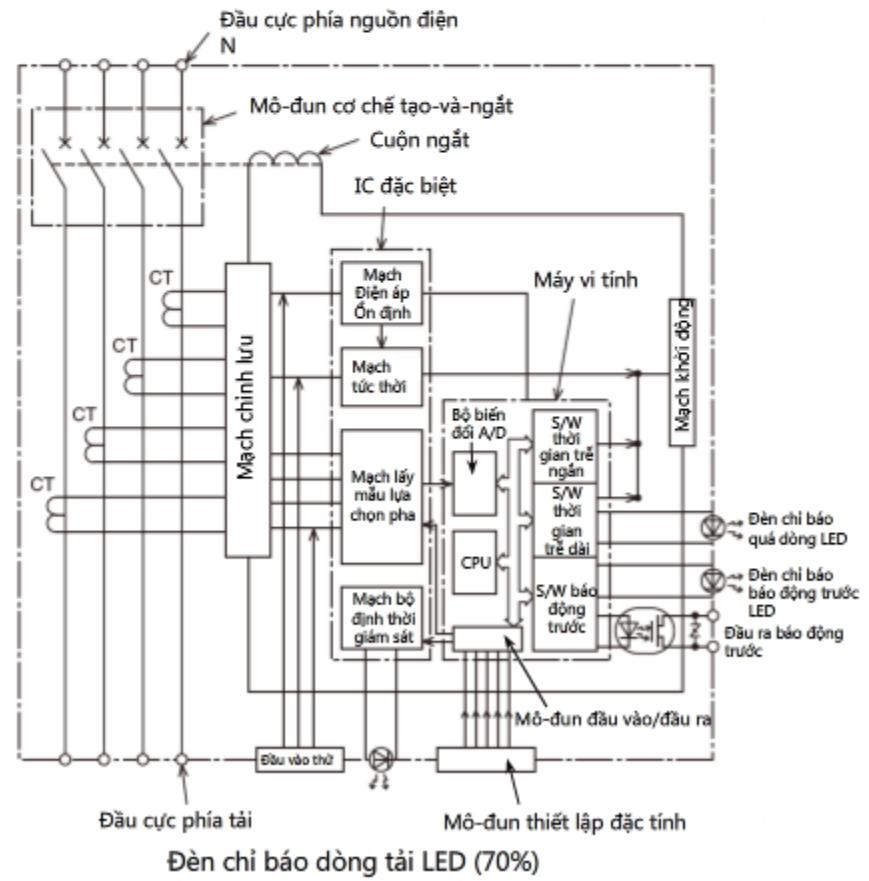 Đầu cực phía nguồn điện
N
Mô-đun cơ chế tạo-và-ngắt
Cuộn ngắt
IC đặc biệt
Máy vi tính
CT
CT
CT
CT
Mạch chỉnh lưu
Mạch
Điện áp
Ổn định
Mạch
tức thời
Mạch lấy
mẫu lựa
chọn pha
Mạch bộ
định thời
giám sát
Bộ biến
đổi A/D
CPU
S/W
thời
gian trễ
ngắn
S/W
thời
gian
trễ dài
S/W báo
động
trước
Mạch khởi động
Đèn chỉ báo
quá dòng LED
Đèn chỉ báo
báo động trước
LED
Z
Đầu ra báo động
trước
Mô-đun đầu vào/đầu ra
Đầu vào thử
Đầu cực phía tải
Mô-đun thiết lập đặc tính
Đèn chỉ báo dòng tải LED (70%)